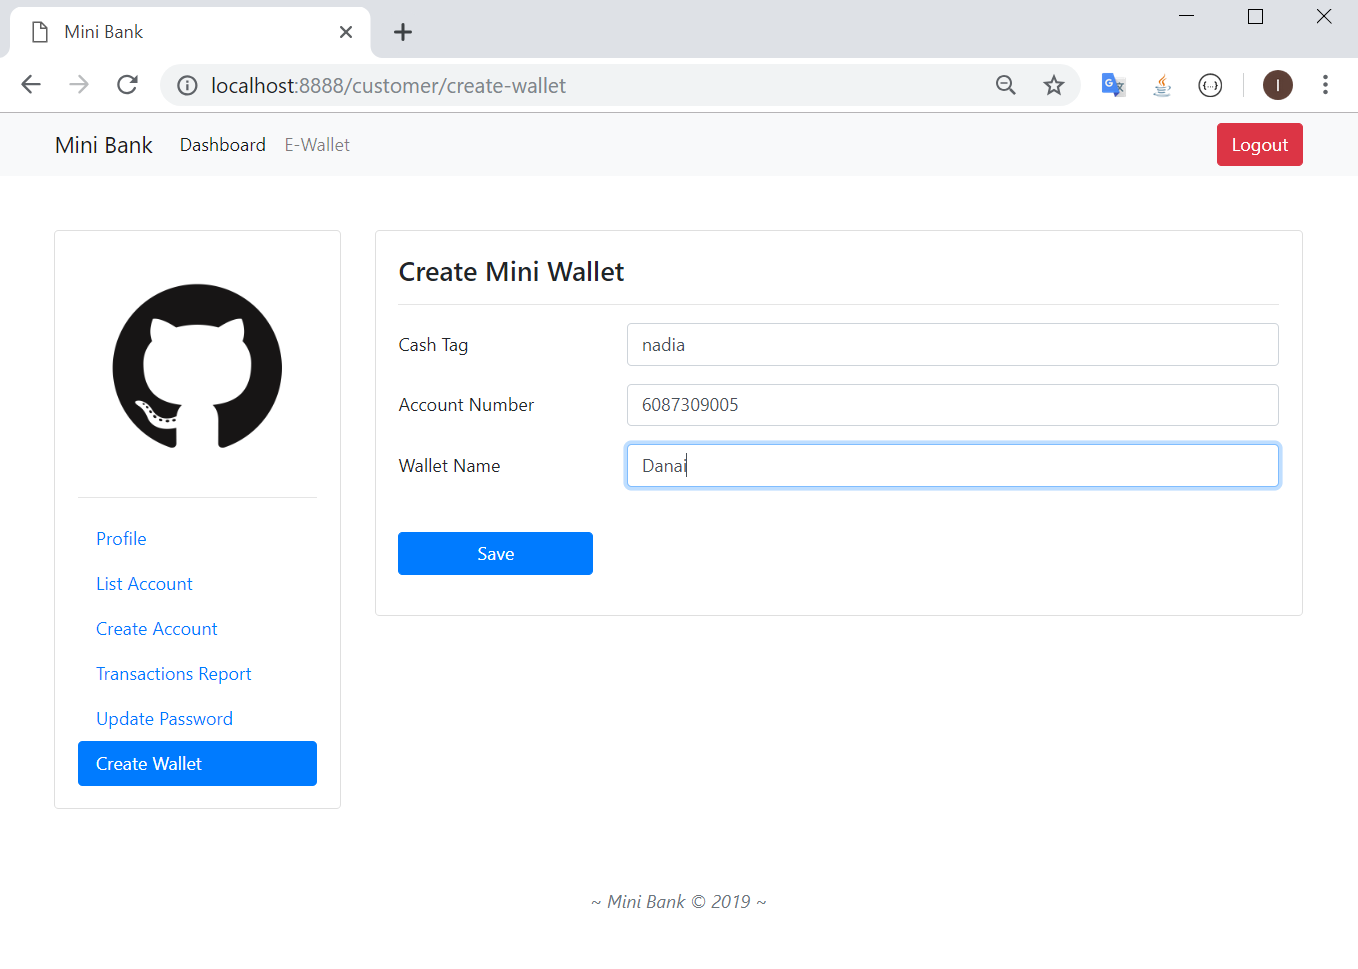 Mini Bank
localhost:8888/customer/create-wallet
I
Mini Bank Dashboard E-Wallet Logout
Create Mini Wallet
Cash Tag nadia
Account Number 6087309005
Wallet Name Danai
Save
Profile
List Account
Create Account
Transactions Report
Update Password
Create Wallet
~ Mini Bank © 2019 ~